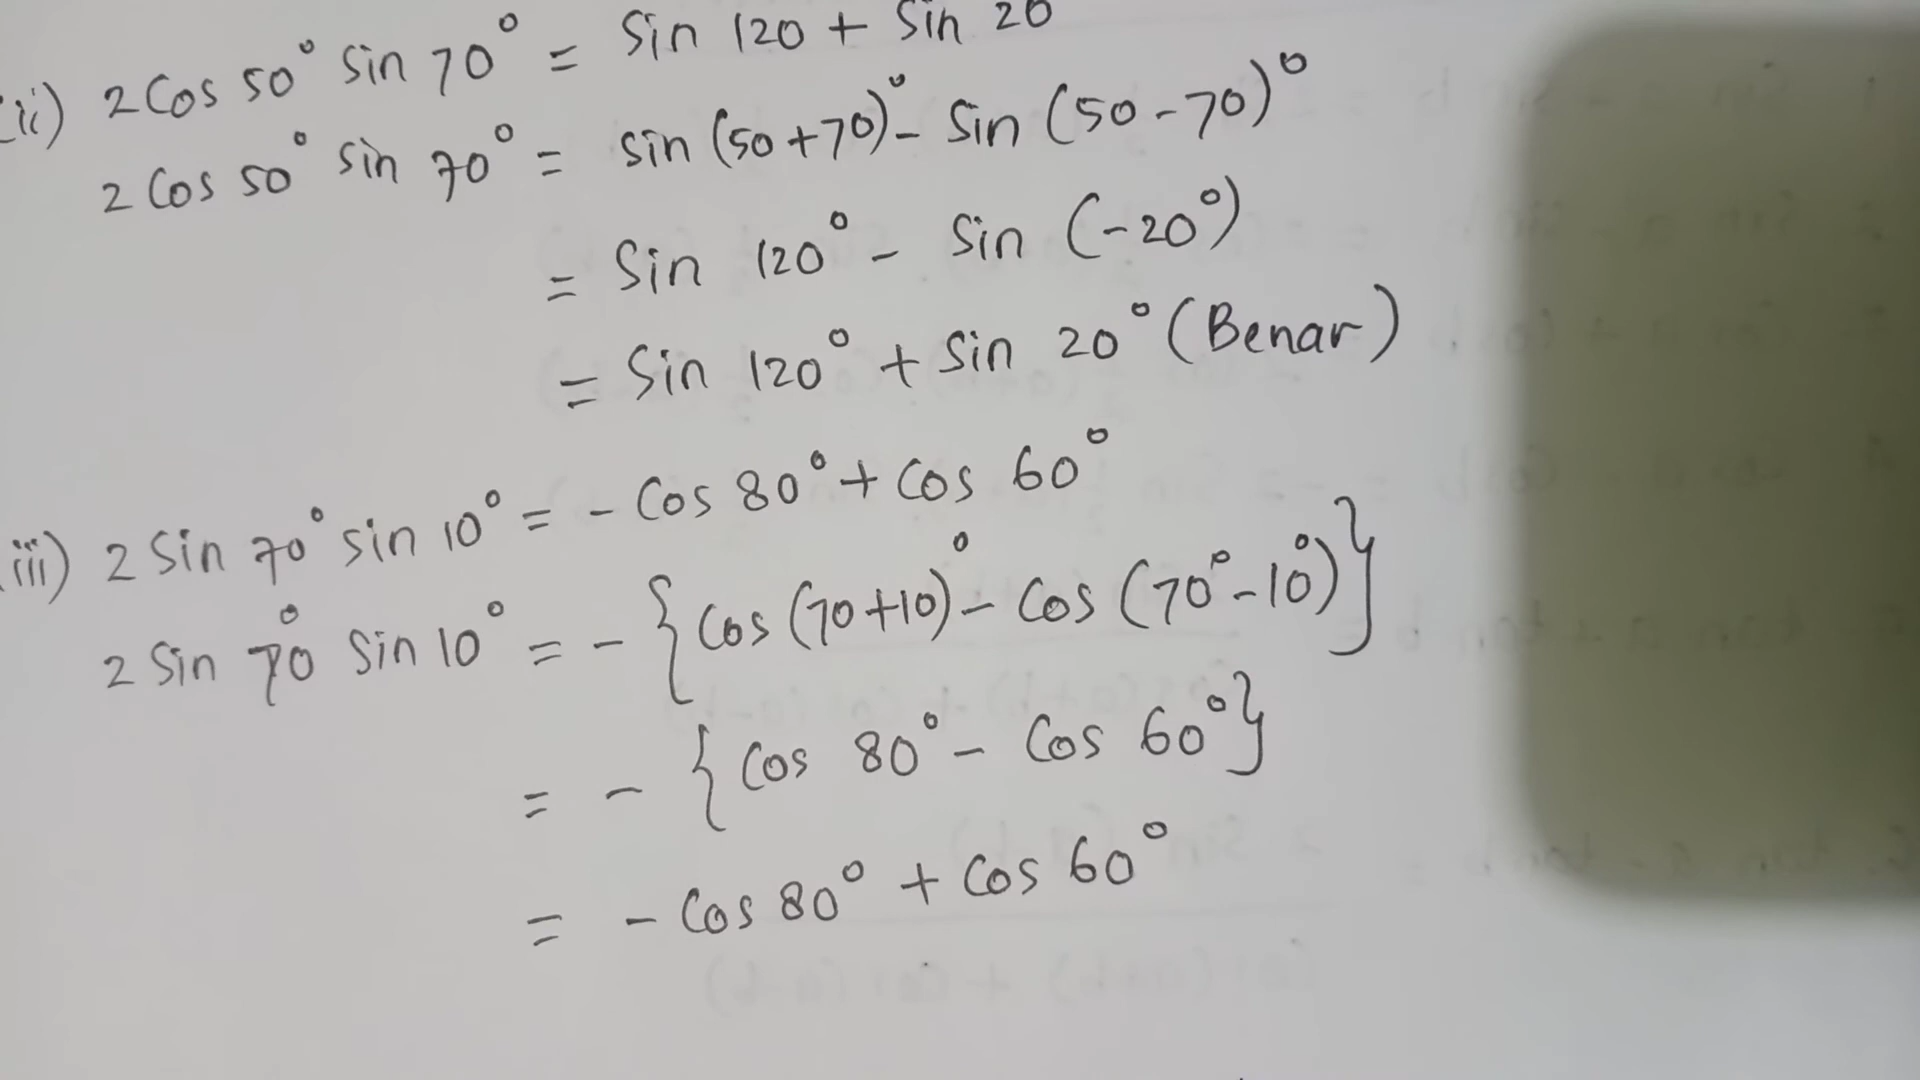 (ii) 2 Cos 50° sin 70° = Sin 120 + Sin 20
2 Cos 50° sin 70° = sin (50+70)° - Sin (50-70)°
= Sin 120° - Sin (-20°)
= Sin 120° + Sin 20° (Benar)
(iii) 2 Sin 70° sin 10° = - Cos 80° + Cos 60°
2 Sin 70° Sin 10° = - {Cos (70+10)° - Cos (70°-10°)}
= - {Cos 80° - Cos 60°}
= - Cos 80° + Cos 60°